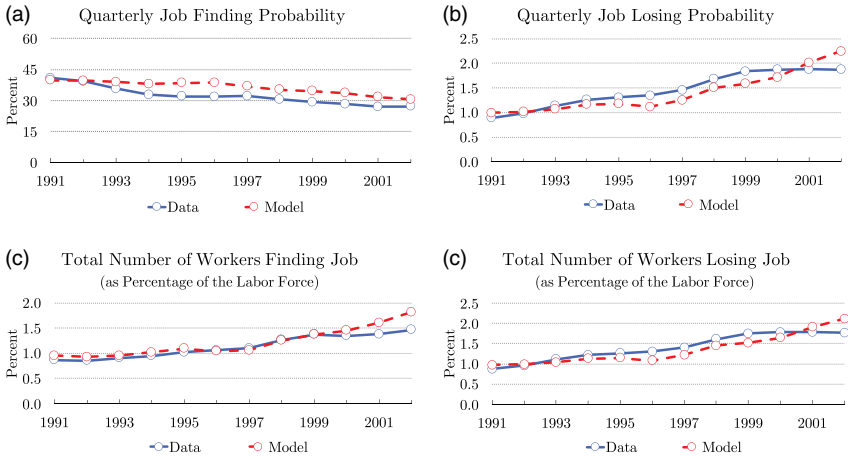 (a)
Quarterly Job Finding Probability
60
45
30
15
0
Percent
1991 1993 1995 1997 1999 2001
Data Model
(b)
Quarterly Job Losing Probability
2.5
2.0
1.5
1.0
0.5
0.0
Percent
1991 1993 1995 1997 1999 2001
Data Model
(c)
Total Number of Workers Finding Job
(as Percentage of the Labor Force)
2.0
1.5
1.0
0.5
0.0
Percent
1991 1993 1995 1997 1999 2001
Data Model
(c)
Total Number of Workers Losing Job
(as Percentage of the Labor Force)
2.5
2.0
1.5
1.0
0.5
0.0
Percent
1991 1993 1995 1997 1999 2001
Data Model